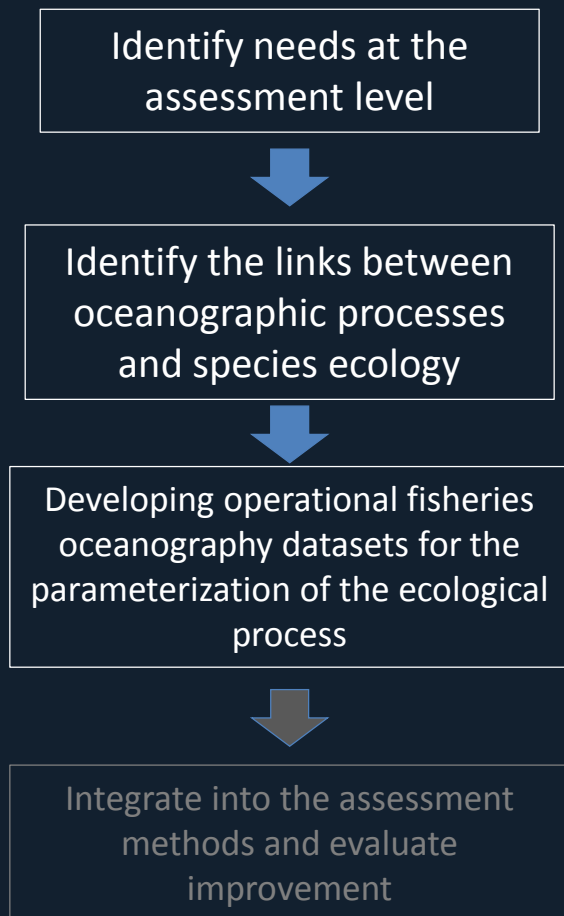 Identify needs at the
assessment level
Identify the links between
oceanographic processes
and species ecology
Developing operational fisheries
oceanography datasets for the
parameterization of the ecological
process
Integrate into the assessment
methods and evaluate
improvement